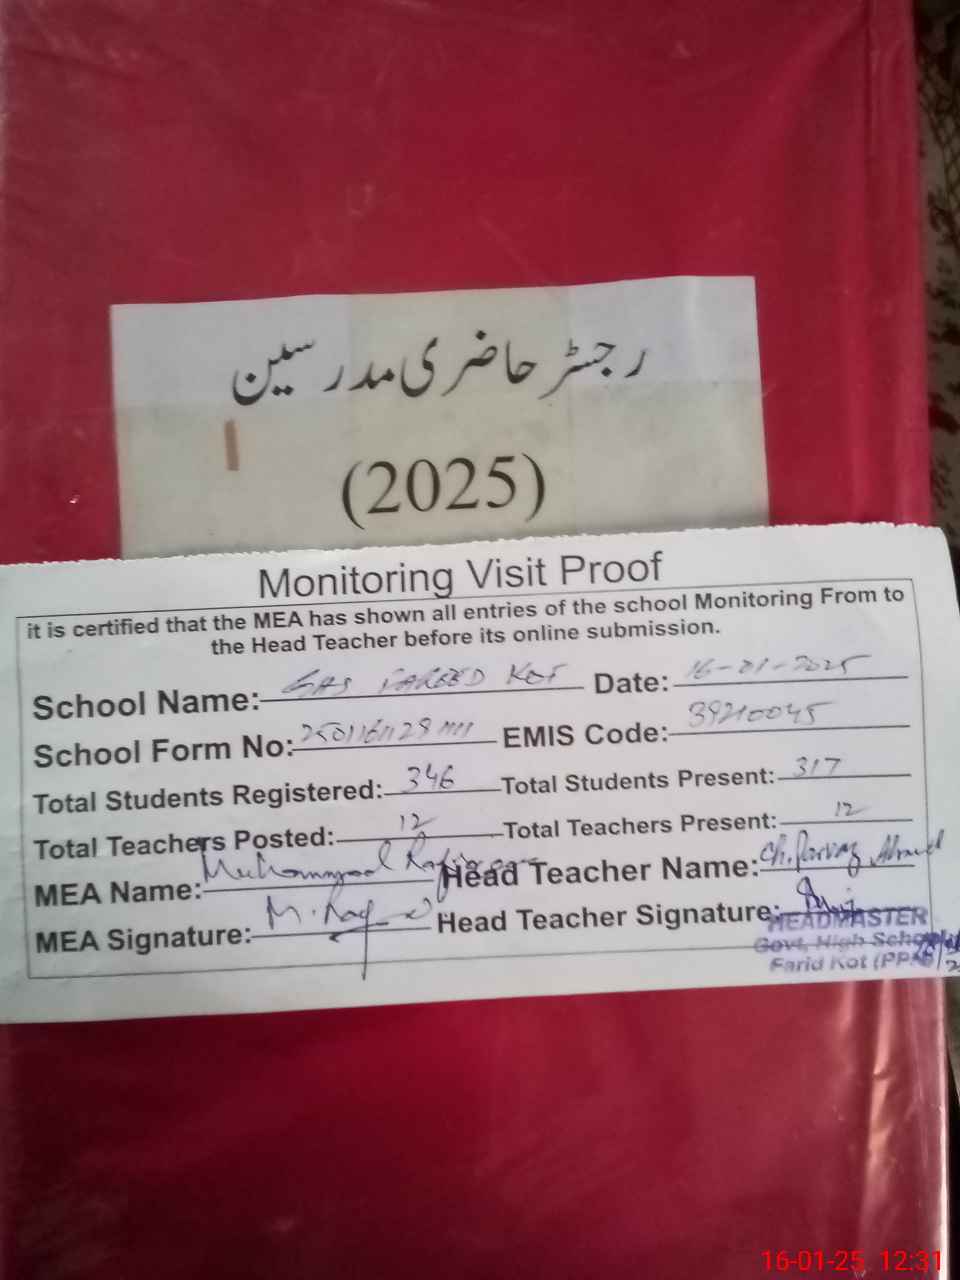 رجسٹر حاضری مدرسین
(2025)
Monitoring Visit Proof
it is certified that the MEA has shown all entries of the school Monitoring From to
the Head Teacher before its online submission.
School Name: GHS FAREED KOT Date: 16-01-2025
School Form No: EMIS Code: 39210045
Total Students Registered: 346 Total Students Present: 317
Total Teachers Posted: 12 Total Teachers Present: 12
MEA Name: Muhammad Head Teacher Name: Ch. Parvaz Ahmad
MEA Signature: Head Teacher Signature:
HEADMASTER
Govt. High School
Farid Kot
16-01-25 12:31